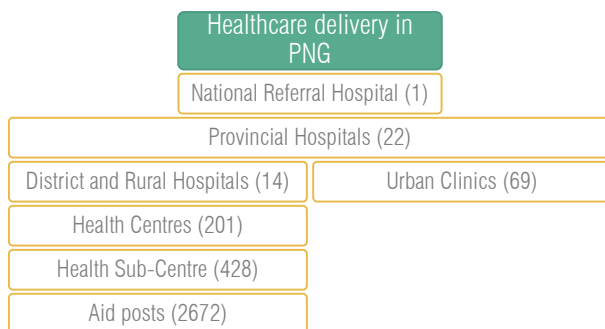 Healthcare delivery in
PNG
National Referral Hospital (1)
Provincial Hospitals (22)
District and Rural Hospitals (14)
Urban Clinics (69)
Health Centres (201)
Health Sub-Centre (428)
Aid posts (2672)